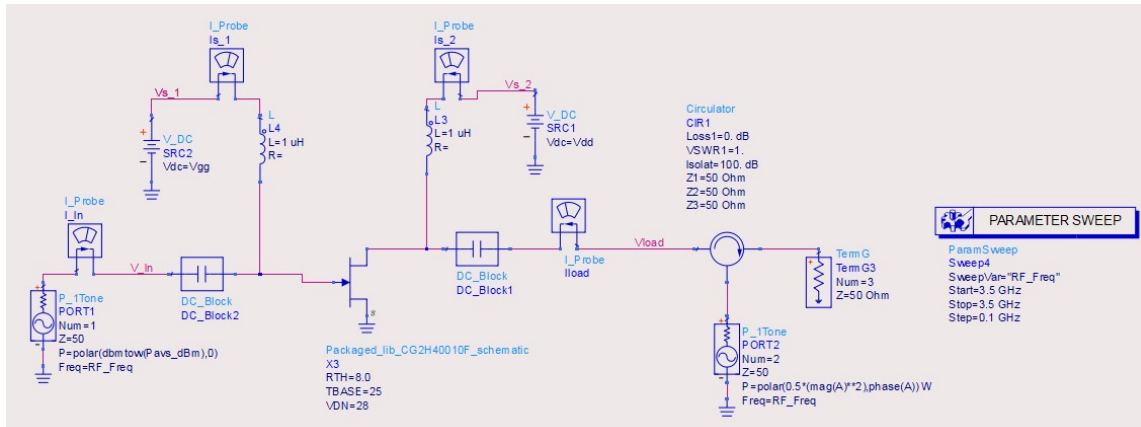 I_Probe
Is_1
Vs_1
+
V_DC
SRC2
Vdc=Vgg
-
L
L4
L=1 uH
R=
I_Probe
Is_2
Vs_2
L
L3
L=1 uH
R=
+
V_DC
SRC1
Vdc=Vdd
-
Circulator
CIR1
Loss1=0. dB
VSWR1=1.
Isolat=100. dB
Z1=50 Ohm
Z2=50 Ohm
Z3=50 Ohm
I_Probe
I_In
V_In
DC_Block
DC_Block2
DC_Block
DC_Block1
I_Probe
Iload
Vload
TermG
TermG3
Num=3
Z=50 Ohm
PARAMETER SWEEP
ParamSweep
Sweep4
SweepVar="RF_Freq"
Start=3.5 GHz
Stop=3.5 GHz
Step=0.1 GHz
+
P_1Tone
PORT1
Num=1
Z=50
P=polar(dbmtow(Pavs_dBm),0)
Freq=RF_Freq
-
Packaged_lib_CG2H40010F_schematic
X3
RTH=8.0
TBASE=25
VDN=28
+
P_1Tone
PORT2
Num=2
Z=50
P=polar(0.5*(mag(A)**2),phase(A)) W
Freq=RF_Freq
-